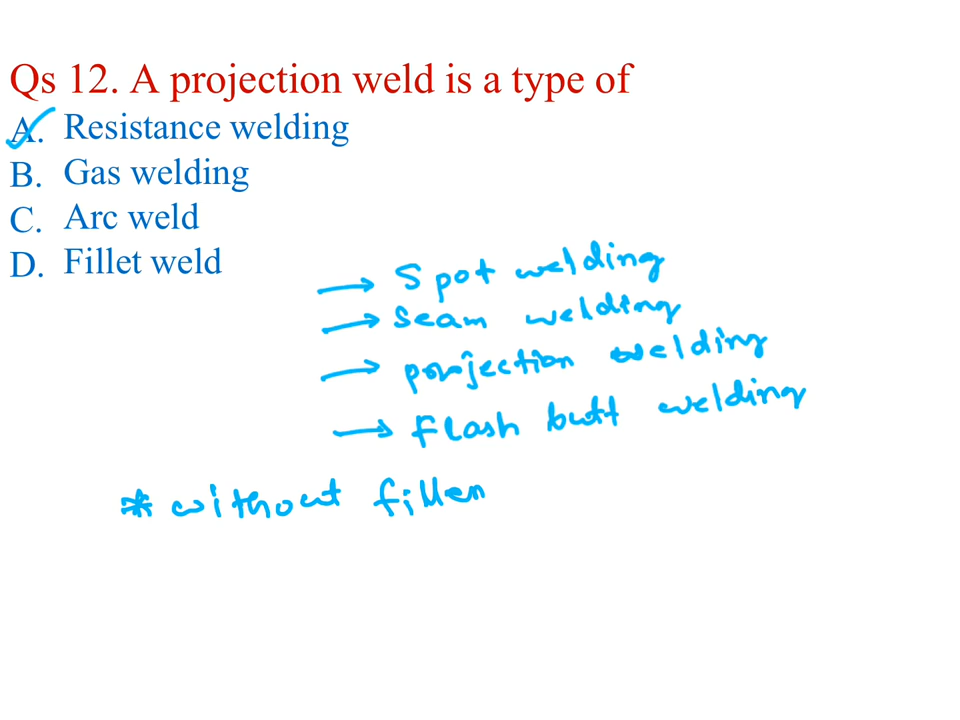 Qs 12. A projection weld is a type of
A. Resistance welding
B. Gas welding
C. Arc weld
D. Fillet weld
→ Spot welding
→ Seam welding
→ projection welding
→ flash butt welding
* without filler